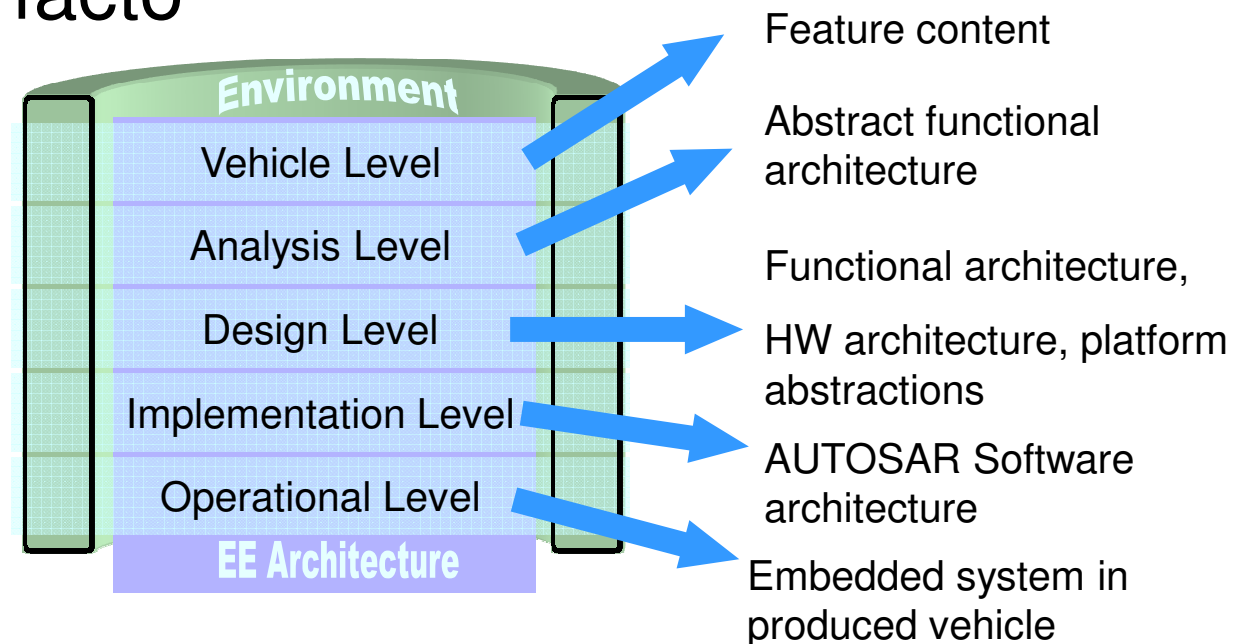 Feature content
Environment
Abstract functional
architecture
Vehicle Level
Analysis Level
Functional architecture,
Design Level
HW architecture, platform
abstractions
Implementation Level
AUTOSAR Software
architecture
Operational Level
EE Architecture
Embedded system in
produced vehicle